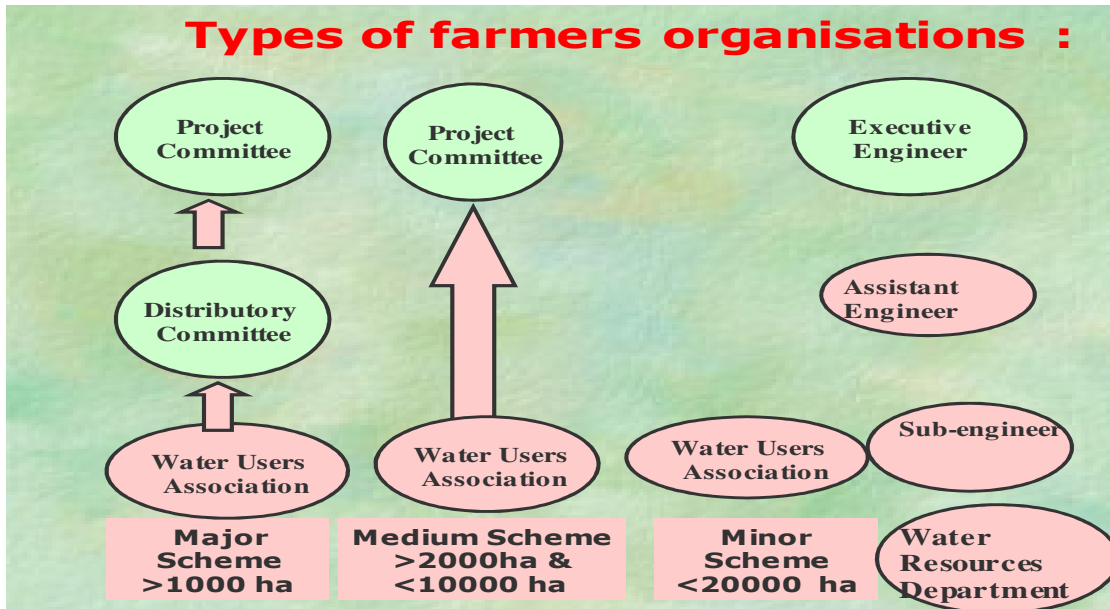 Types of farmers organisations :
Project
Committee
Project
Committee
Executive
Engineer
Distributory
Committee
Assistant
Engineer
Water Users
Association
Water Users
Association
Water Users
Association
Sub-engineer
Major
Scheme
>1000 ha
Medium Scheme
>2000ha &
<10000 ha
Minor
Scheme
<20000 ha
Water
Resources
Department